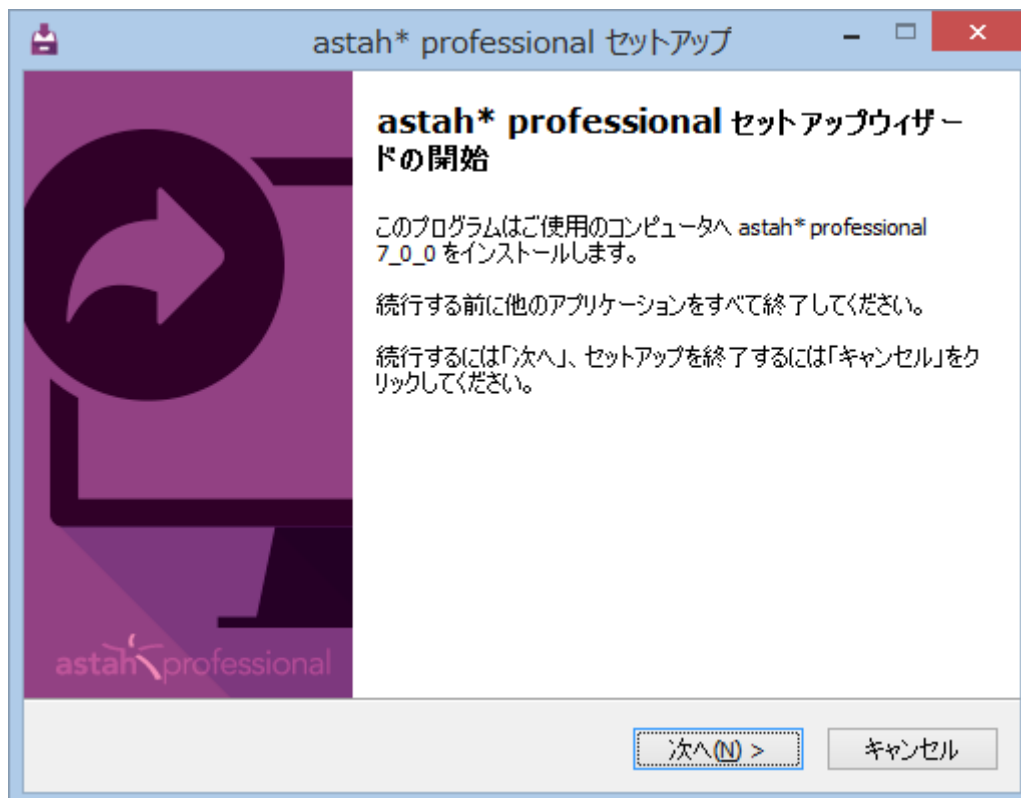 astah* professional セットアップ
astah* professional セットアップウィザー
ドの開始
このプログラムはご使用のコンピュータへ astah* professional
7_0_0 をインストールします。
続行する前に他のアプリケーションをすべて終了してください。
続行するには「次へ」、セットアップを終了するには「キャンセル」をク
リックしてください。
astah professional
次へ(N) >
キャンセル